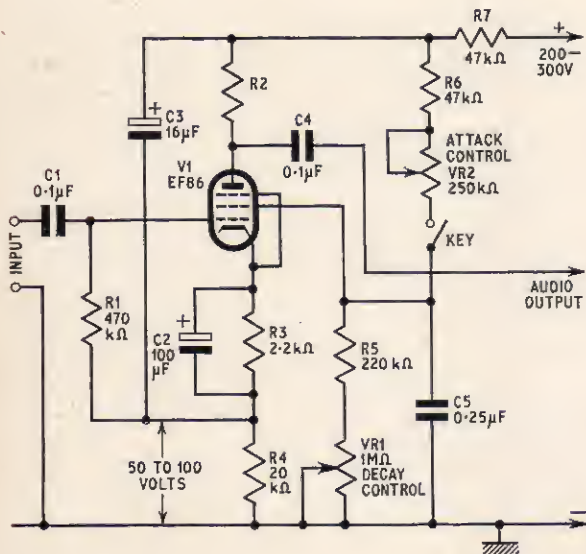 R7
47kΩ
+
200–
300V
R2
R6
47kΩ
C3
16μF
+
C4
0·1μF
ATTACK
CONTROL
VR2
250kΩ
V1
EF86
C1
0·1μF
KEY
INPUT
AUDIO
OUTPUT
R1
470
kΩ
+
C2
100
μF
R3
2·2kΩ
R5
220kΩ
C5
0·25μF
50 TO 100
VOLTS
R4
20
kΩ
VR1
1MΩ
DECAY
CONTROL
–